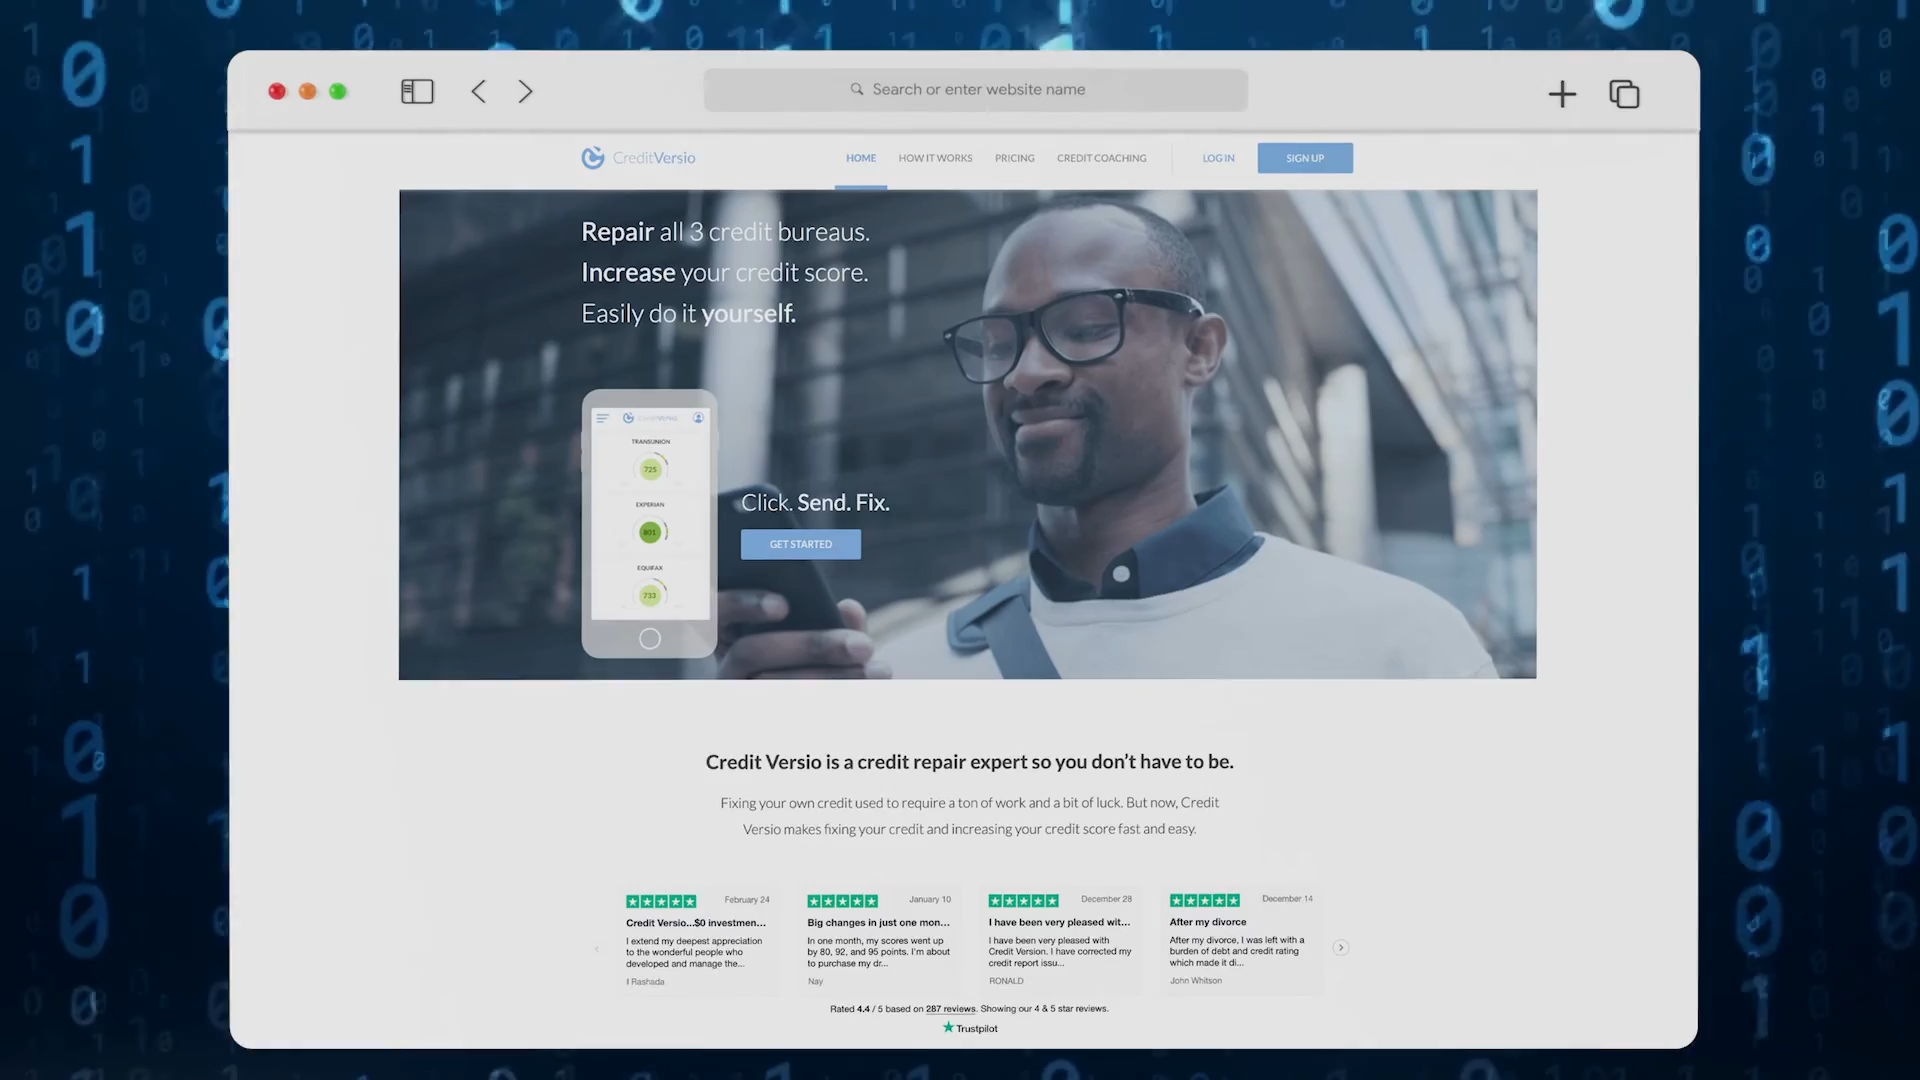 Search or enter website name
CreditVersio
HOME HOW IT WORKS PRICING CREDIT COACHING LOG IN SIGN UP
Repair all 3 credit bureaus.
Increase your credit score.
Easily do it yourself.
CreditVersio
TRANSUNION
725
EXPERIAN
801
EQUIFAX
733
Click. Send. Fix.
GET STARTED
Credit Versio is a credit repair expert so you don't have to be.
Fixing your own credit used to require a ton of work and a bit of luck. But now, Credit
Versio makes fixing your credit and increasing your credit score fast and easy.
February 24
Credit Versio...$0 investmen...
I extend my deepest appreciation
to the wonderful people who
developed and manage the...
I Rashada
January 10
Big changes in just one mon...
In one month, my scores went up
by 80, 92, and 95 points. I'm about
to purchase my dr...
Nay
December 28
I have been very pleased wit...
I have been very pleased with
Credit Version. I have corrected my
credit report issu...
RONALD
December 14
After my divorce
After my divorce, I was left with a
burden of debt and credit rating
which made it di...
John Whitson
Rated 4.4 / 5 based on 287 reviews. Showing our 4 & 5 star reviews.
Trustpilot